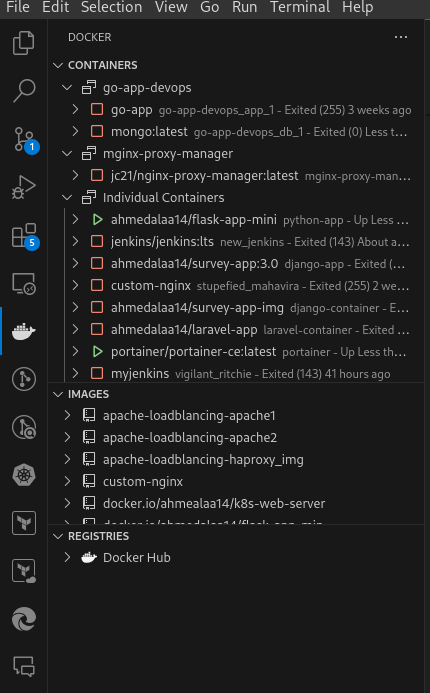 File Edit Selection View Go Run Terminal Help
DOCKER
CONTAINERS
go-app-devops
go-app go-app-devops_app_1 - Exited (255) 3 weeks ago
mongo:latest go-app-devops_db_1 - Exited (0) Less t...
mginx-proxy-manager
jc21/nginx-proxy-manager:latest mginx-proxy-man...
Individual Containers
ahmedalaa14/flask-app-mini python-app - Up Less ...
jenkins/jenkins:lts new_jenkins - Exited (143) About a...
ahmedalaa14/survey-app:3.0 django-app - Exited (...
custom-nginx stupefied_mahavira - Exited (255) 2 we...
ahmedalaa14/survey-app-img django-container - E...
ahmedalaa14/laravel-app laravel-container - Exited ...
portainer/portainer-ce:latest portainer - Up Less th...
myjenkins vigilant_ritchie - Exited (143) 41 hours ago
1
5
IMAGES
apache-loadblancing-apache1
apache-loadblancing-apache2
apache-loadblancing-haproxy_img
custom-nginx
docker.io/ahmealaa14/k8s-web-server
REGISTRIES
Docker Hub